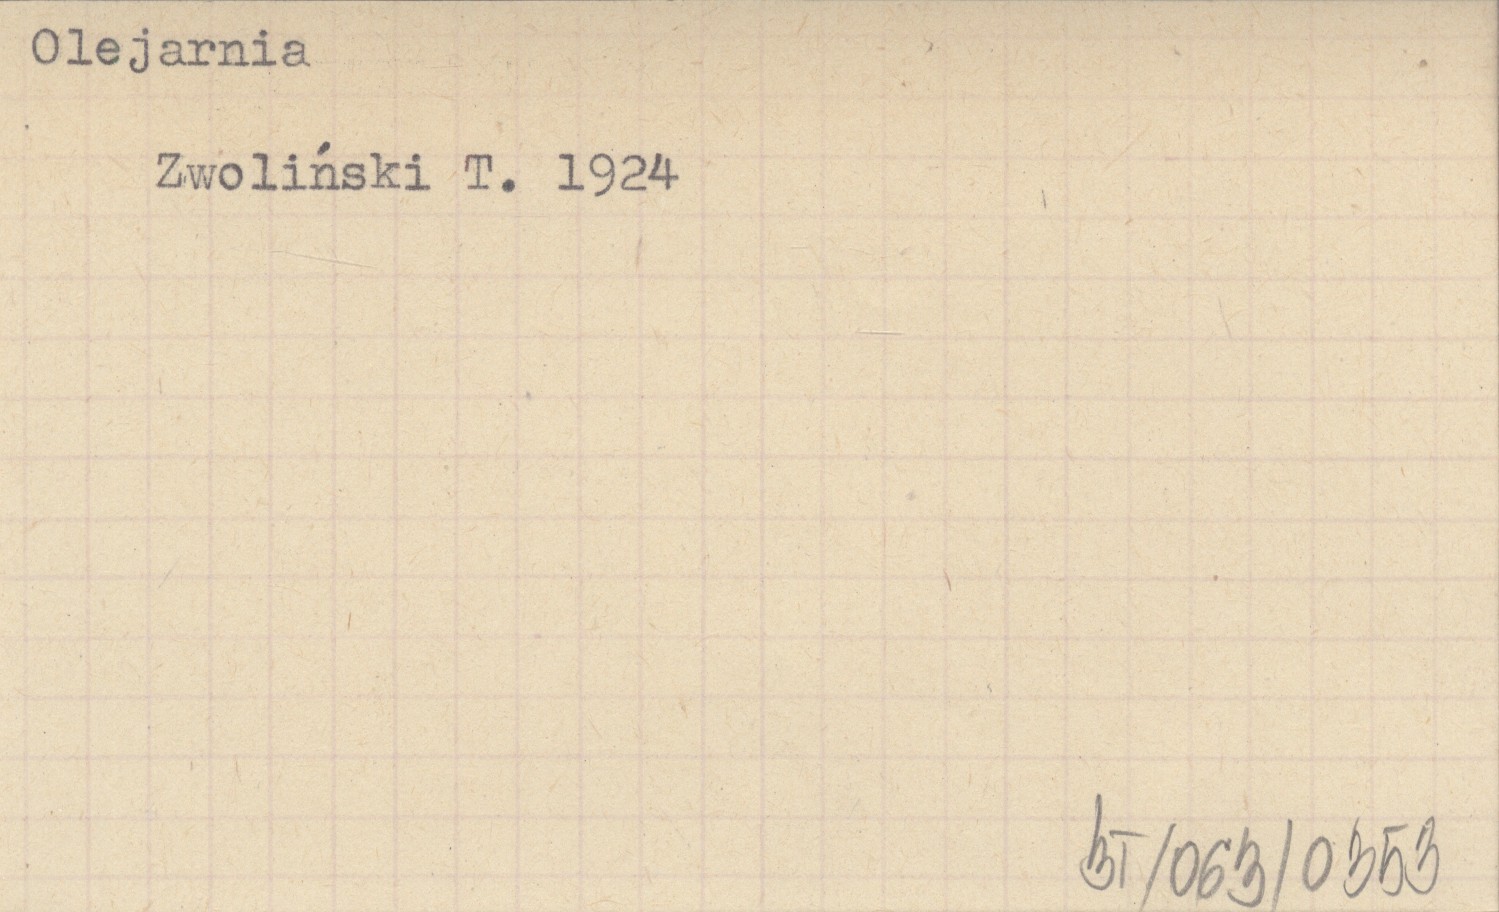 Olejarnia
Zwoliński T. 1924
BT/063/0353